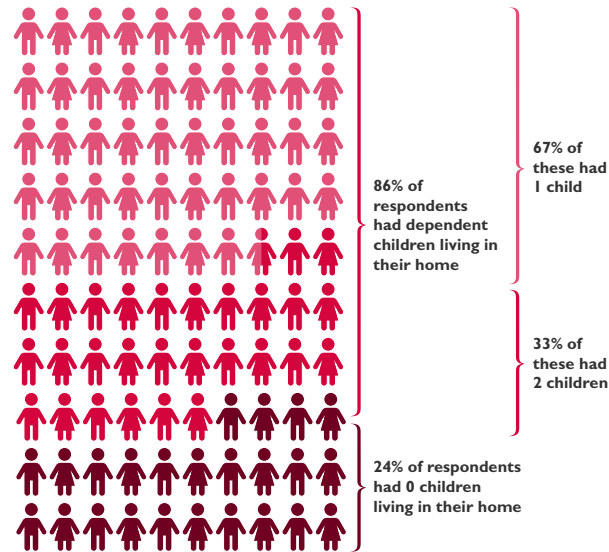 86% of
respondents
had dependent
children living in
their home
67% of
these had
1 child
33% of
these had
2 children
24% of respondents
had 0 children
living in their home